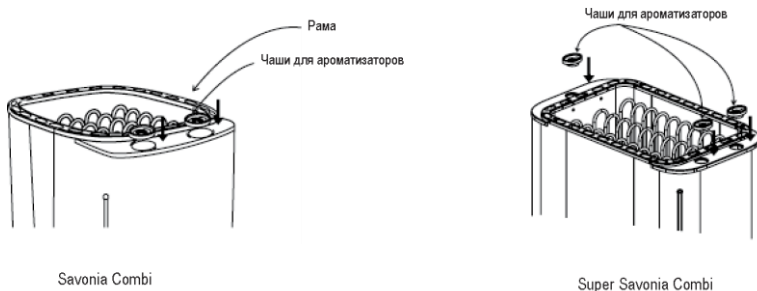 Рама
Чаши для ароматизаторов
Чаши для ароматизаторов
Savonia Combi
Super Savonia Combi